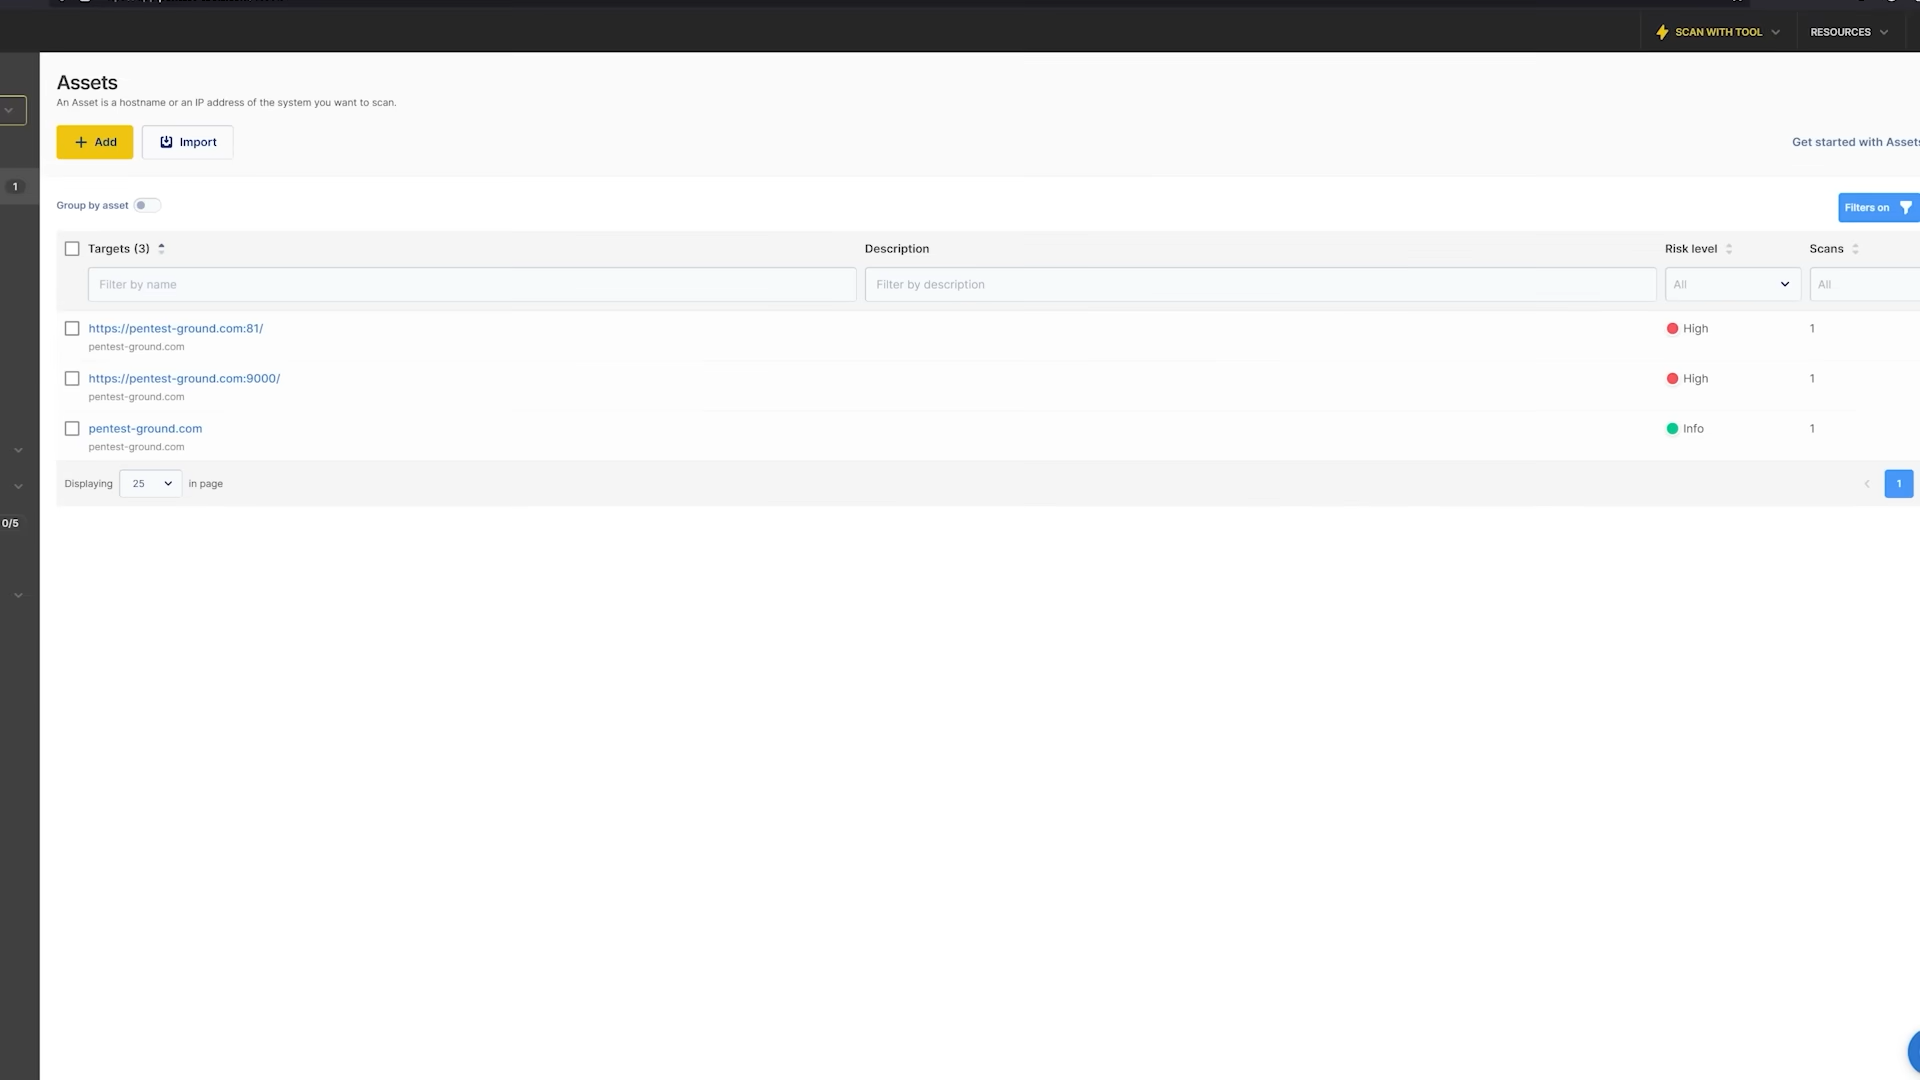 SCAN WITH TOOL
RESOURCES
Assets
An Asset is a hostname or an IP address of the system you want to scan.
Add
Import
Get started with Assets
1
Group by asset
Filters on
Targets (3)
Description
Risk level
Scans
Filter by name
Filter by description
All
All
https://pentest-ground.com:81/
High
1
pentest-ground.com
https://pentest-ground.com:9000/
High
1
pentest-ground.com
pentest-ground.com
Info
1
pentest-ground.com
Displaying 25 in page
1
0/5